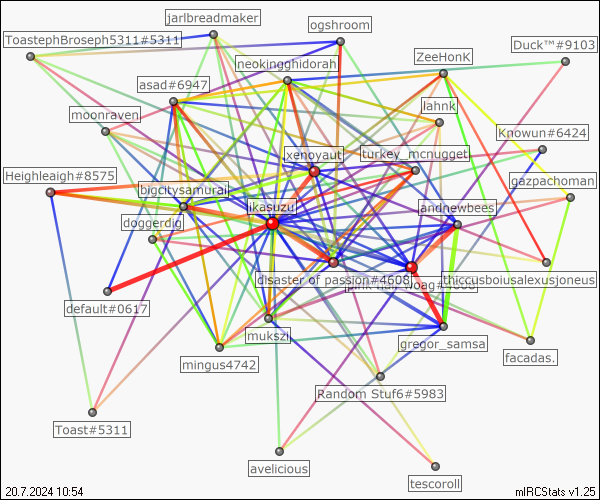 jarlbreadmaker
ogshroom
ToastephBroseph5311#5311
Duck™#9103
neokingghidorah
ZeeHonK
asad#6947
lahnk
moonraven
Knowun#6424
xenoyaut
turkey_mcnugget
Heighleaigh#8575
bigcitysamurai
gazpachoman
ikasuzu
andnewbees
doggerdig
disaster of passion#4608
thiccusboiusalexusjoneus
default#0617
mukszi
gregor_samsa
mingus4742
facadas.
Random Stuf6#5983
Toast#5311
avelicious
tescoroll
20.7.2024 10:54
mIRCStats v1.25